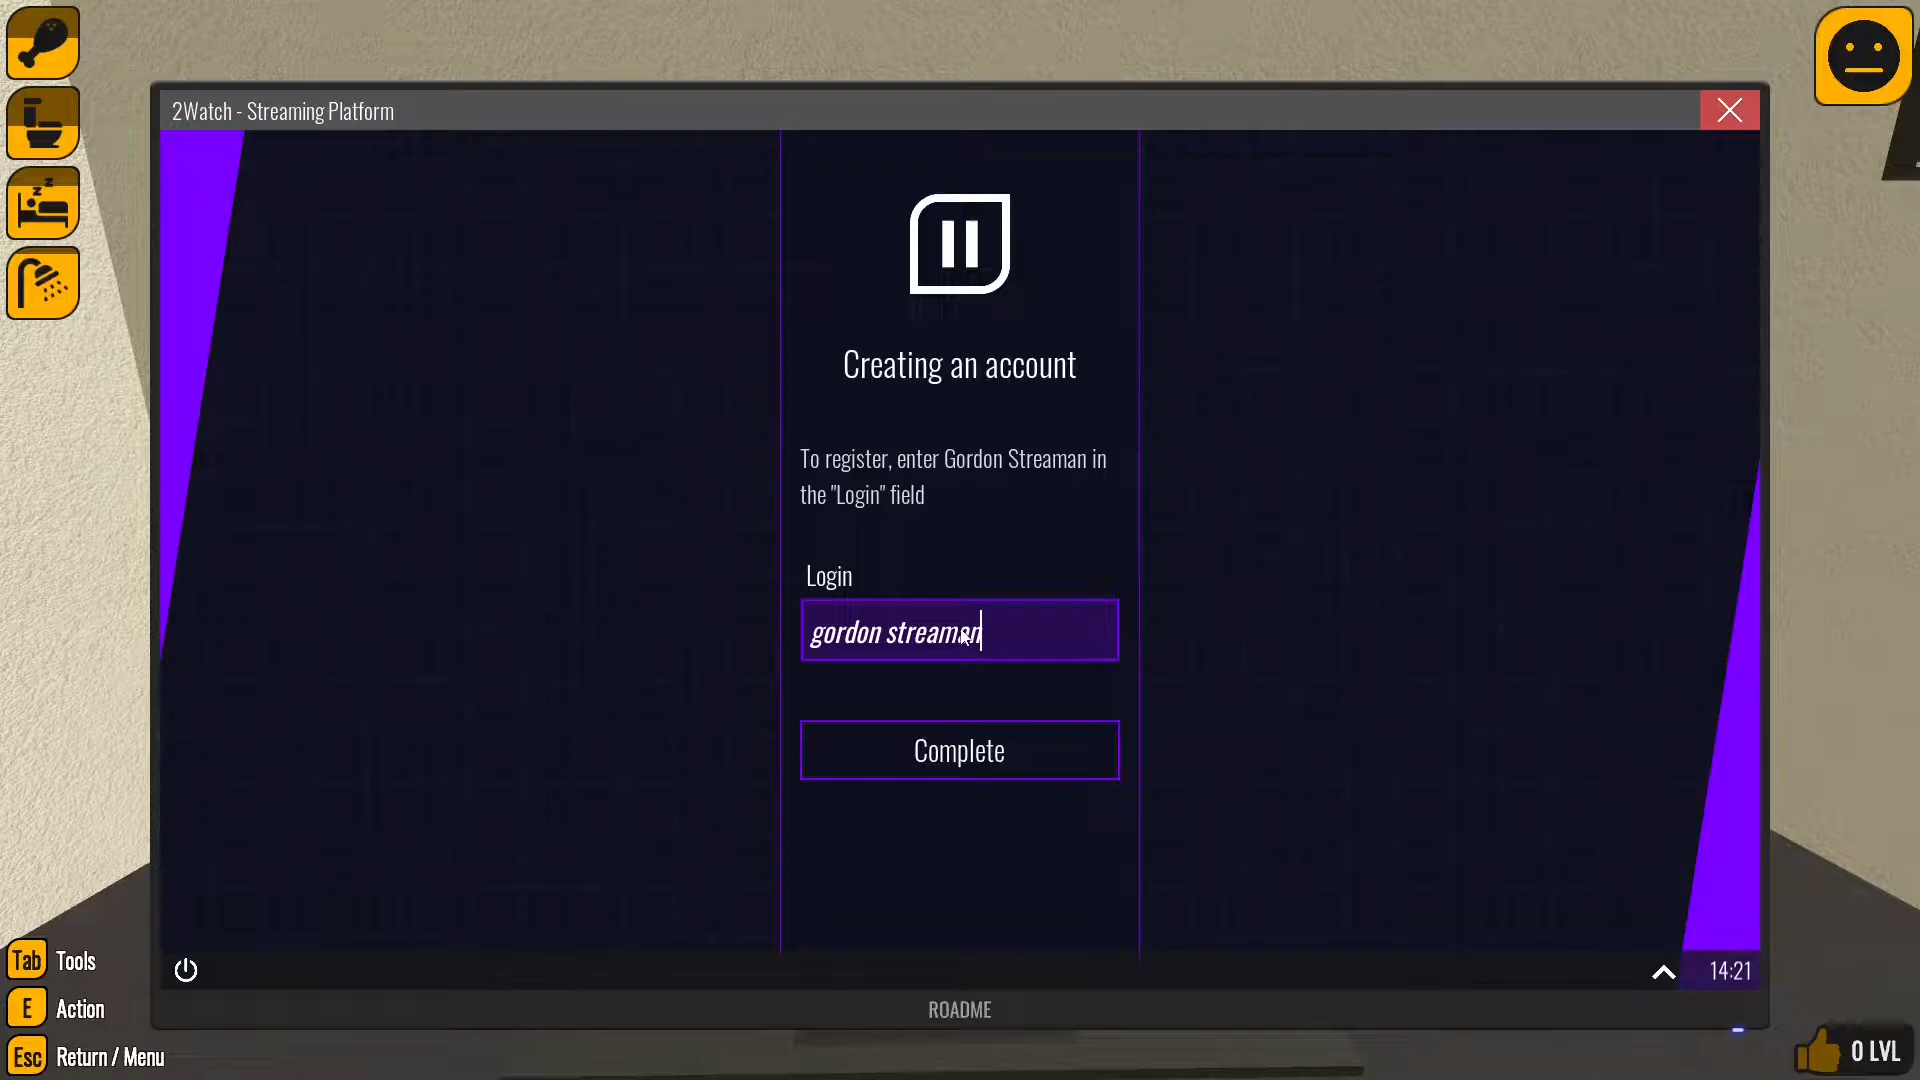 2Watch - Streaming Platform
Creating an account
To register, enter Gordon Streaman in
the "Login" field
Login
gordon streaman
Complete
14:21
ROADME
Tab Tools
E Action
Esc Return / Menu
0 LVL